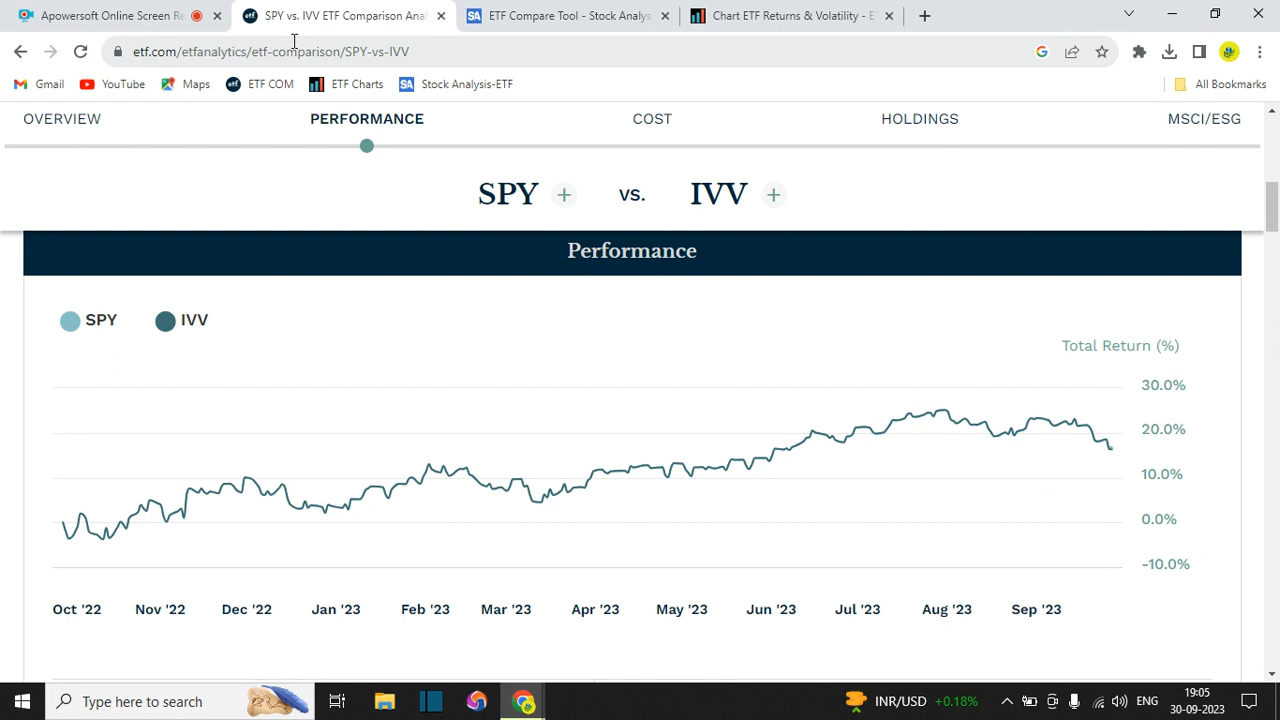 Apowersoft Online Screen Re
SPY vs. IVV ETF Comparison Anal
ETF Compare Tool - Stock Analys
Chart ETF Returns & Volatility - E
etf.com/etfanalytics/etf-comparison/SPY-vs-IVV
Gmail
YouTube
Maps
etf
ETF COM
ETF Charts
SA
Stock Analysis-ETF
All Bookmarks
OVERVIEW
PERFORMANCE
COST
HOLDINGS
MSCI/ESG
SPY + VS. IVV +
Performance
SPY
IVV
Total Return (%)
30.0%
20.0%
10.0%
0.0%
-10.0%
Oct '22
Nov '22
Dec '22
Jan '23
Feb '23
Mar '23
Apr '23
May '23
Jun '23
Jul '23
Aug '23
Sep '23
Type here to search
INR/USD +0.18%
ENG
19:05
30-09-2023